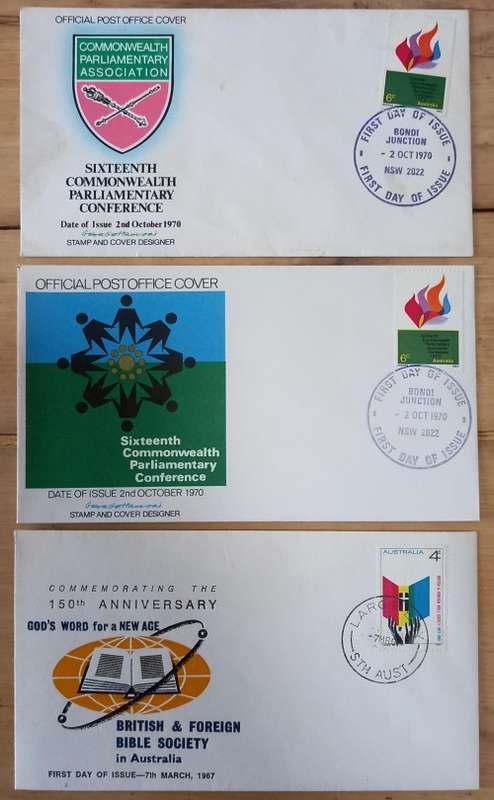 OFFICIAL POST OFFICE COVER
COMMONWEALTH
PARLIAMENTARY
ASSOCIATION
SIXTEENTH
COMMONWEALTH
PARLIAMENTARY
CONFERENCE
Date of Issue 2nd October 1970
STAMP AND COVER DESIGNER
6c
Australia
FIRST DAY OF ISSUE
BONDI
JUNCTION
- 2 OCT 1970
NSW 2022
FIRST DAY OF ISSUE
OFFICIAL POST OFFICE COVER
Sixteenth
Commonwealth
Parliamentary
Conference
DATE OF ISSUE 2nd OCTOBER 1970
STAMP AND COVER DESIGNER
Sixteenth
Commonwealth
Parliamentary
Association
Conference
6c
Australia
FIRST DAY OF ISSUE
BONDI
JUNCTION
- 2 OCT 1970
NSW 2022
FIRST DAY OF ISSUE
COMMEMORATING THE
150th ANNIVERSARY
GOD'S WORD for a NEW AGE
BRITISH & FOREIGN
BIBLE SOCIETY
in Australia
FIRST DAY OF ISSUE—7th MARCH, 1967
AUSTRALIA 4c
STH AUST